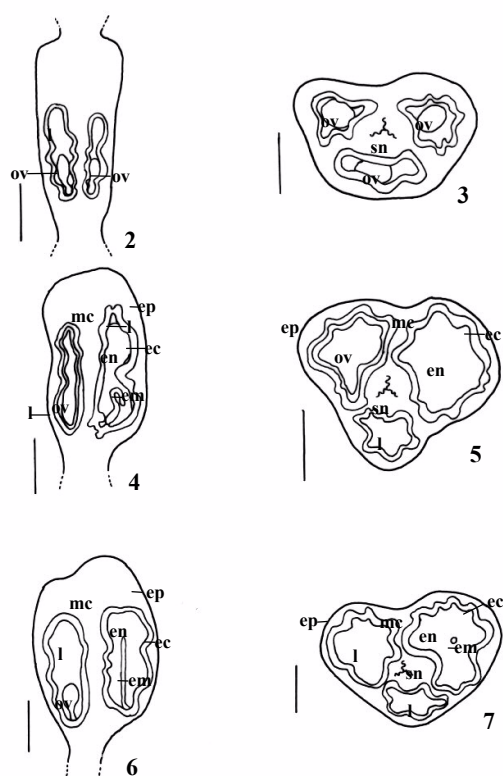 l
ov ov
2
ov ov
sn
ov
3
mc ep
l
en ec
em
l ov
4
ep mc ec
ov en
sn
l
5
mc ep
en ec
l
em
ov
6
ec
ep mc
en
l em
sn
l
7